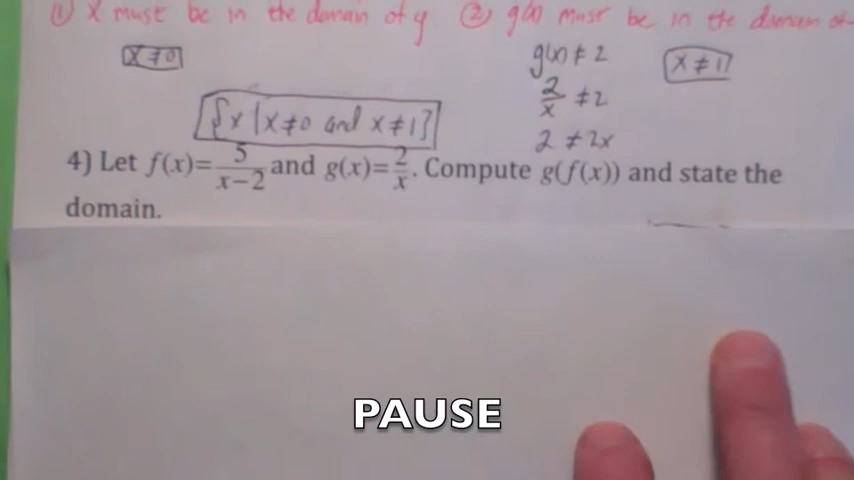 ① x must be in the domain of g ② g(x) must be in the domain of
x ≠ 0 g(x) ≠ 2 x ≠ 1
2/x ≠ 2
{x | x ≠ 0 and x ≠ 1} 2 ≠ 2x
4) Let f(x)= 5/(x−2) and g(x)= 2/x. Compute g(f(x)) and state the
domain.
PAUSE